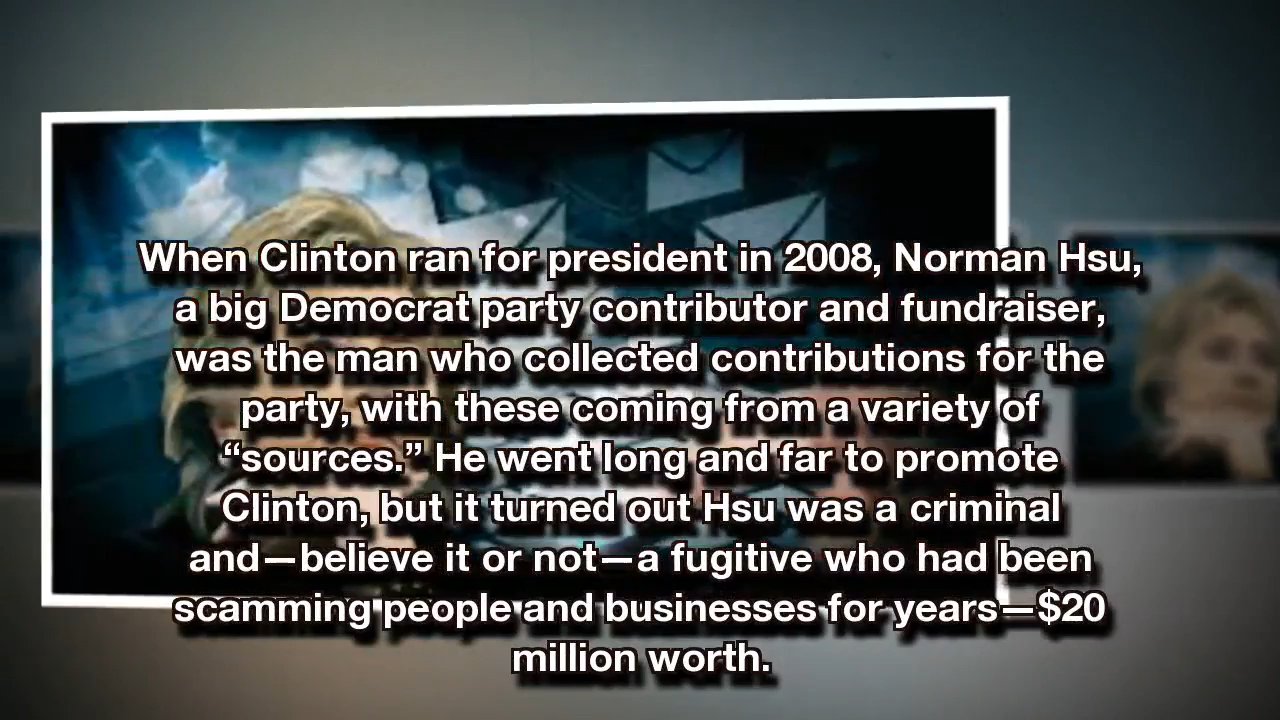 When Clinton ran for president in 2008, Norman Hsu,
a big Democrat party contributor and fundraiser,
was the man who collected contributions for the
party, with these coming from a variety of
“sources.” He went long and far to promote
Clinton, but it turned out Hsu was a criminal
and—believe it or not—a fugitive who had been
scamming people and businesses for years—$20
million worth.